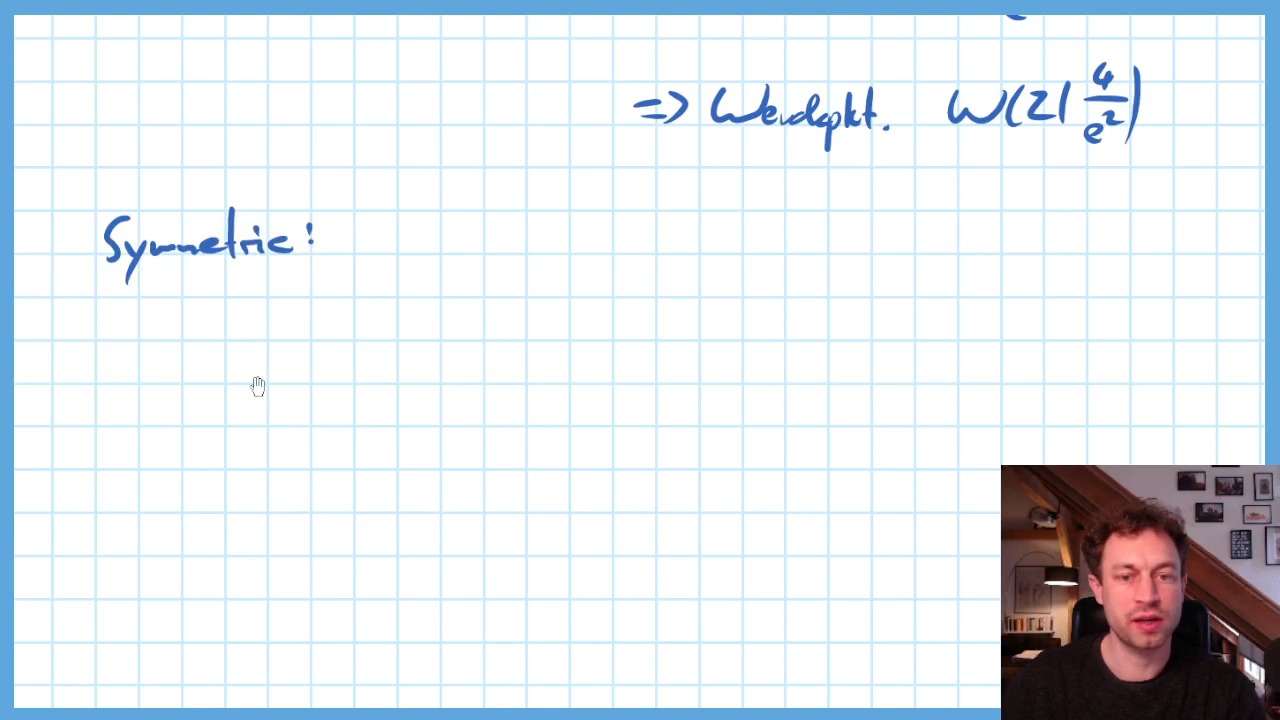 => Wendepkt. W(2| 4/e²)
Symmetrie: